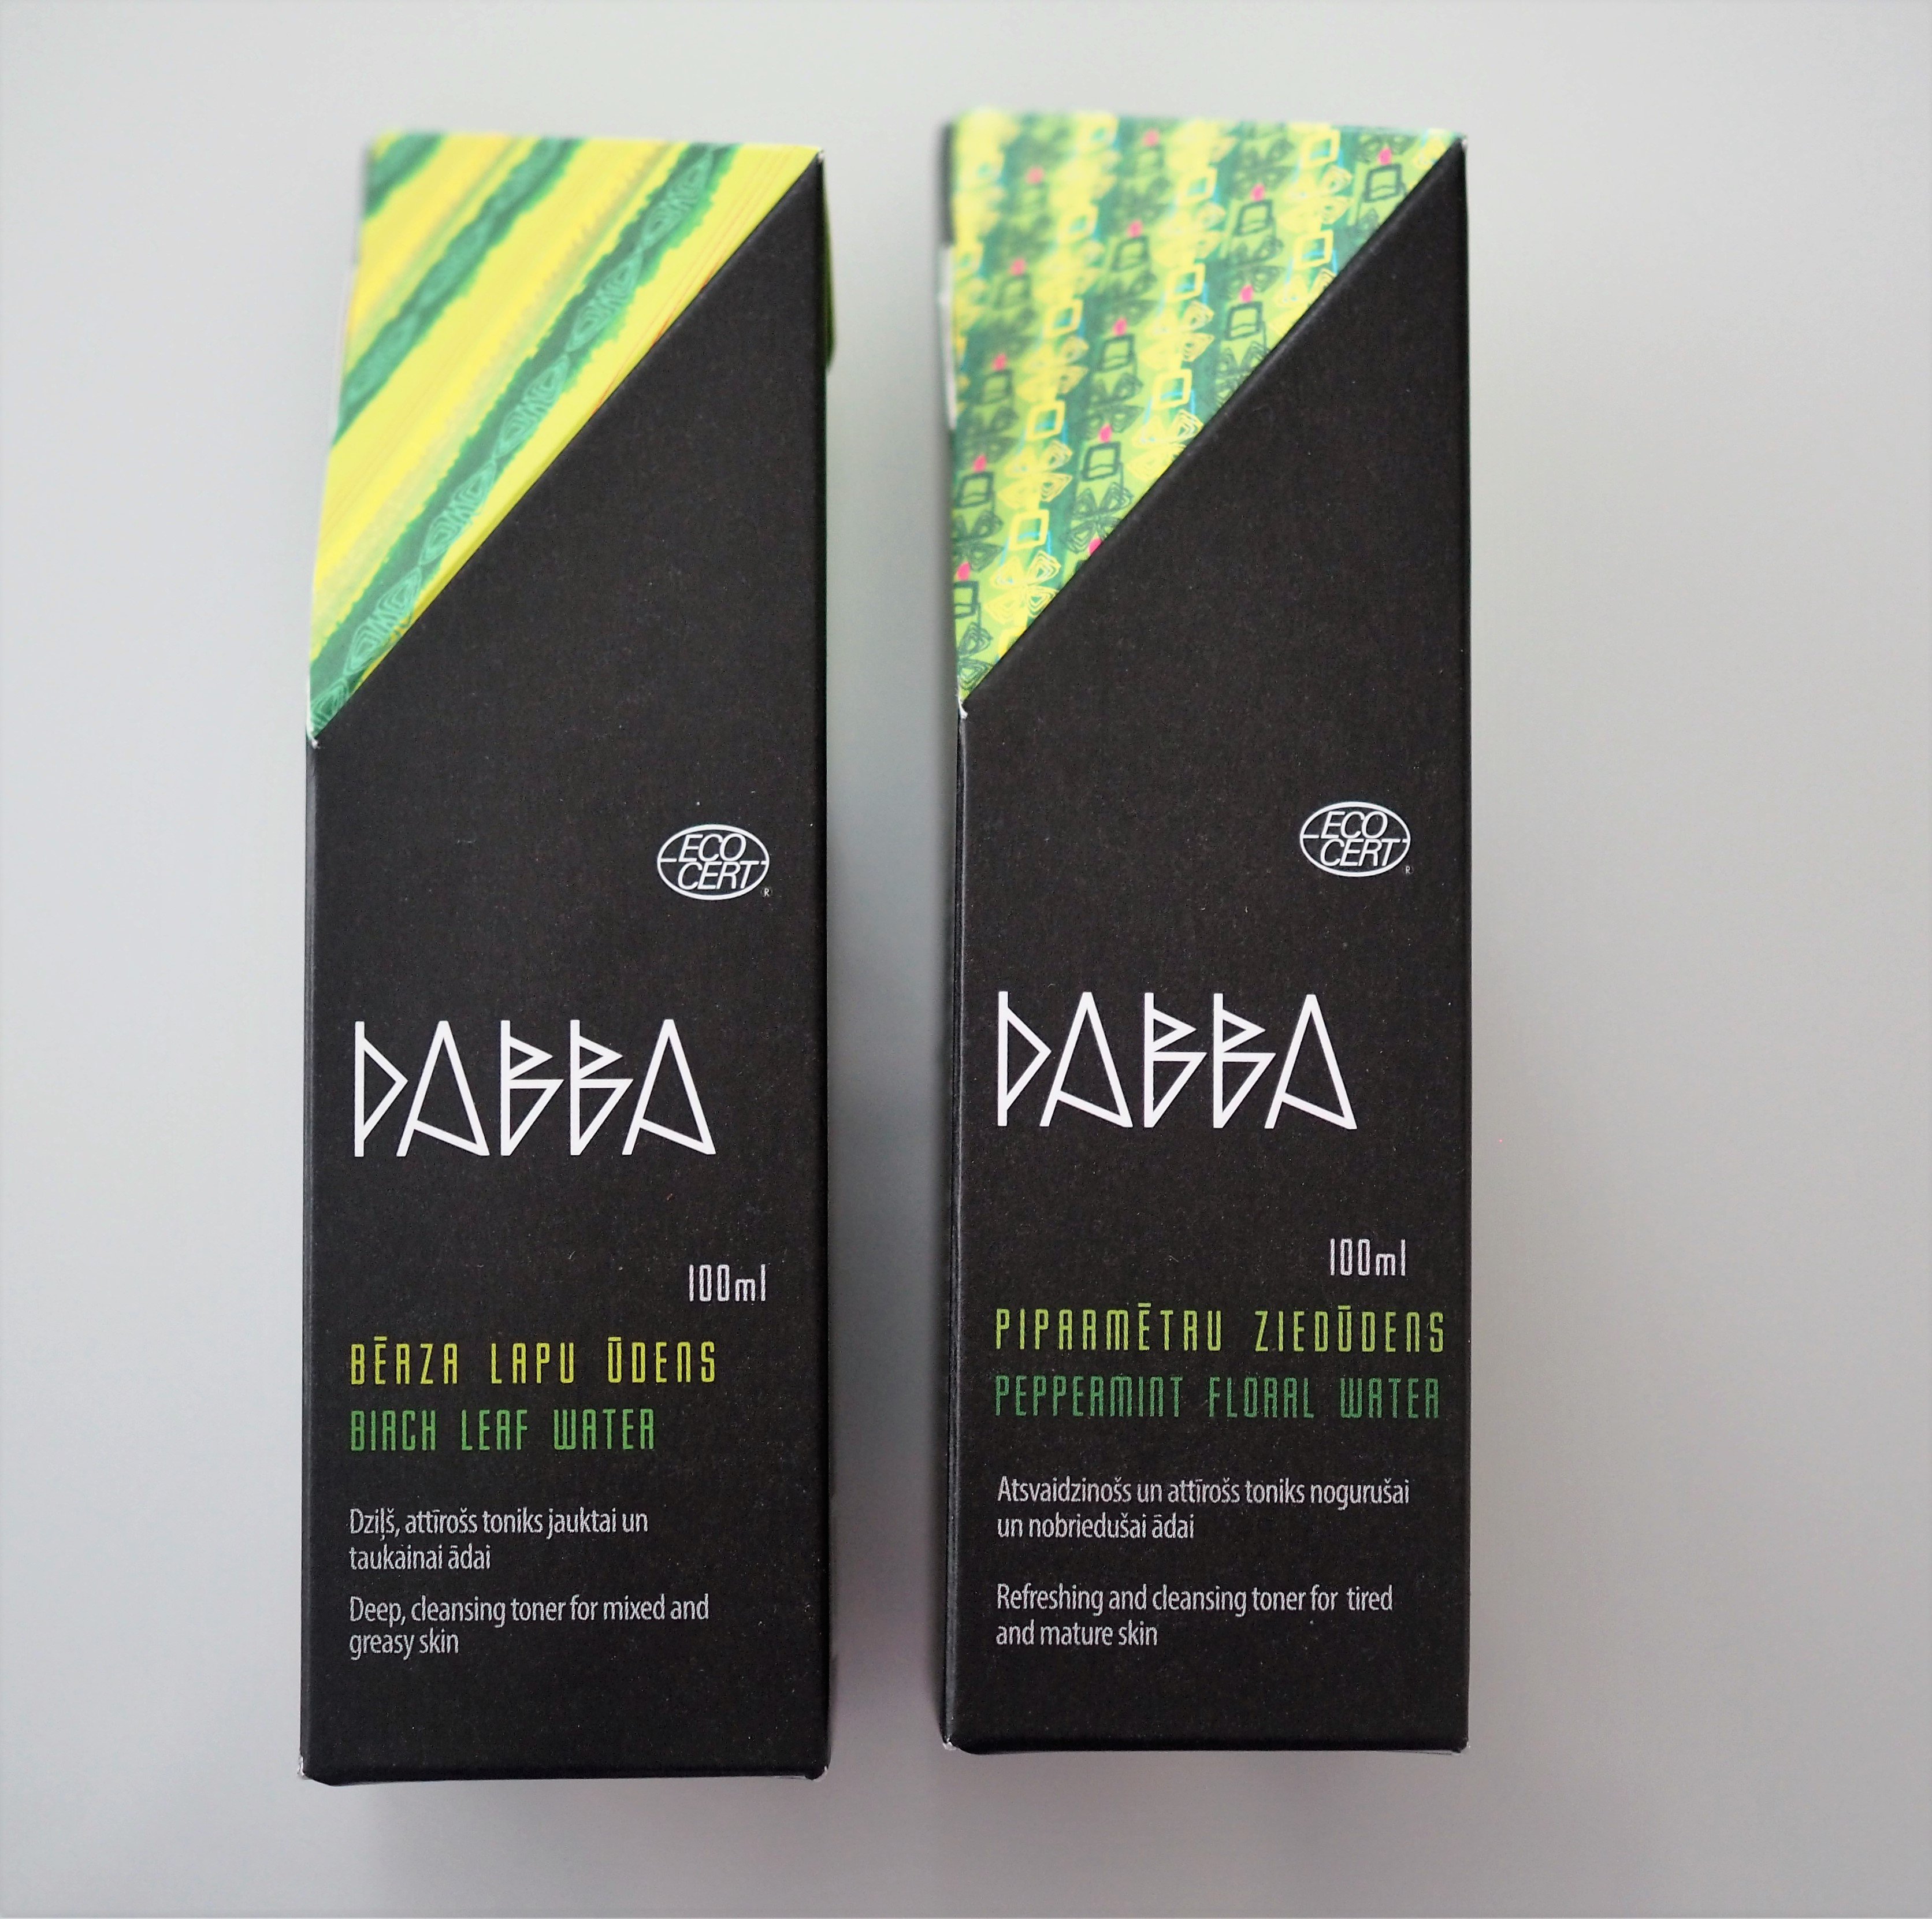 ECO
CERT
®
DABBA
100ml
BĒRZA LAPU ŪDENS
BIRCH LEAF WATER
Dziļš, attīrošs toniks jauktai un
taukainai ādai
Deep, cleansing toner for mixed and
greasy skin
ECO
CERT
®
DABBA
100ml
PIPARMĒTRU ZIEDŪDENS
PEPPERMINT FLORAL WATER
Atsvaidzinošs un attīrošs toniks nogurušai
un nobriedušai ādai
Refreshing and cleansing toner for tired
and mature skin